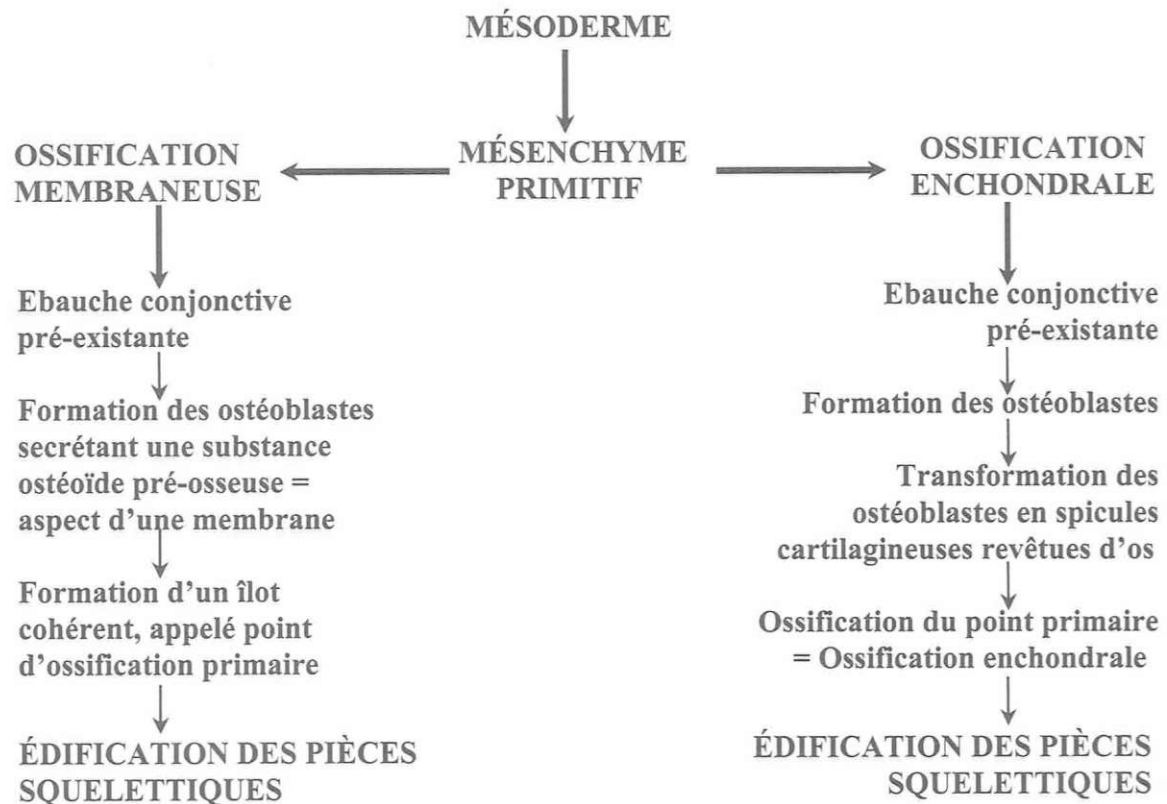 MÉSODERME
MÉSENCHYME
PRIMITIF
OSSIFICATION
MEMBRANEUSE
Ebauche conjonctive
pré-existante
Formation des ostéoblastes
secrétant une substance
ostéoïde pré-osseuse =
aspect d'une membrane
Formation d'un îlot
cohérent, appelé point
d'ossification primaire
ÉDIFICATION DES PIÈCES
SQUELETTIQUES
OSSIFICATION
ENCHONDRALE
Ebauche conjonctive
pré-existante
Formation des ostéoblastes
Transformation des
ostéoblastes en spicules
cartilagineuses revêtues d'os
Ossification du point primaire
= Ossification enchondrale
ÉDIFICATION DES PIÈCES
SQUELETTIQUES